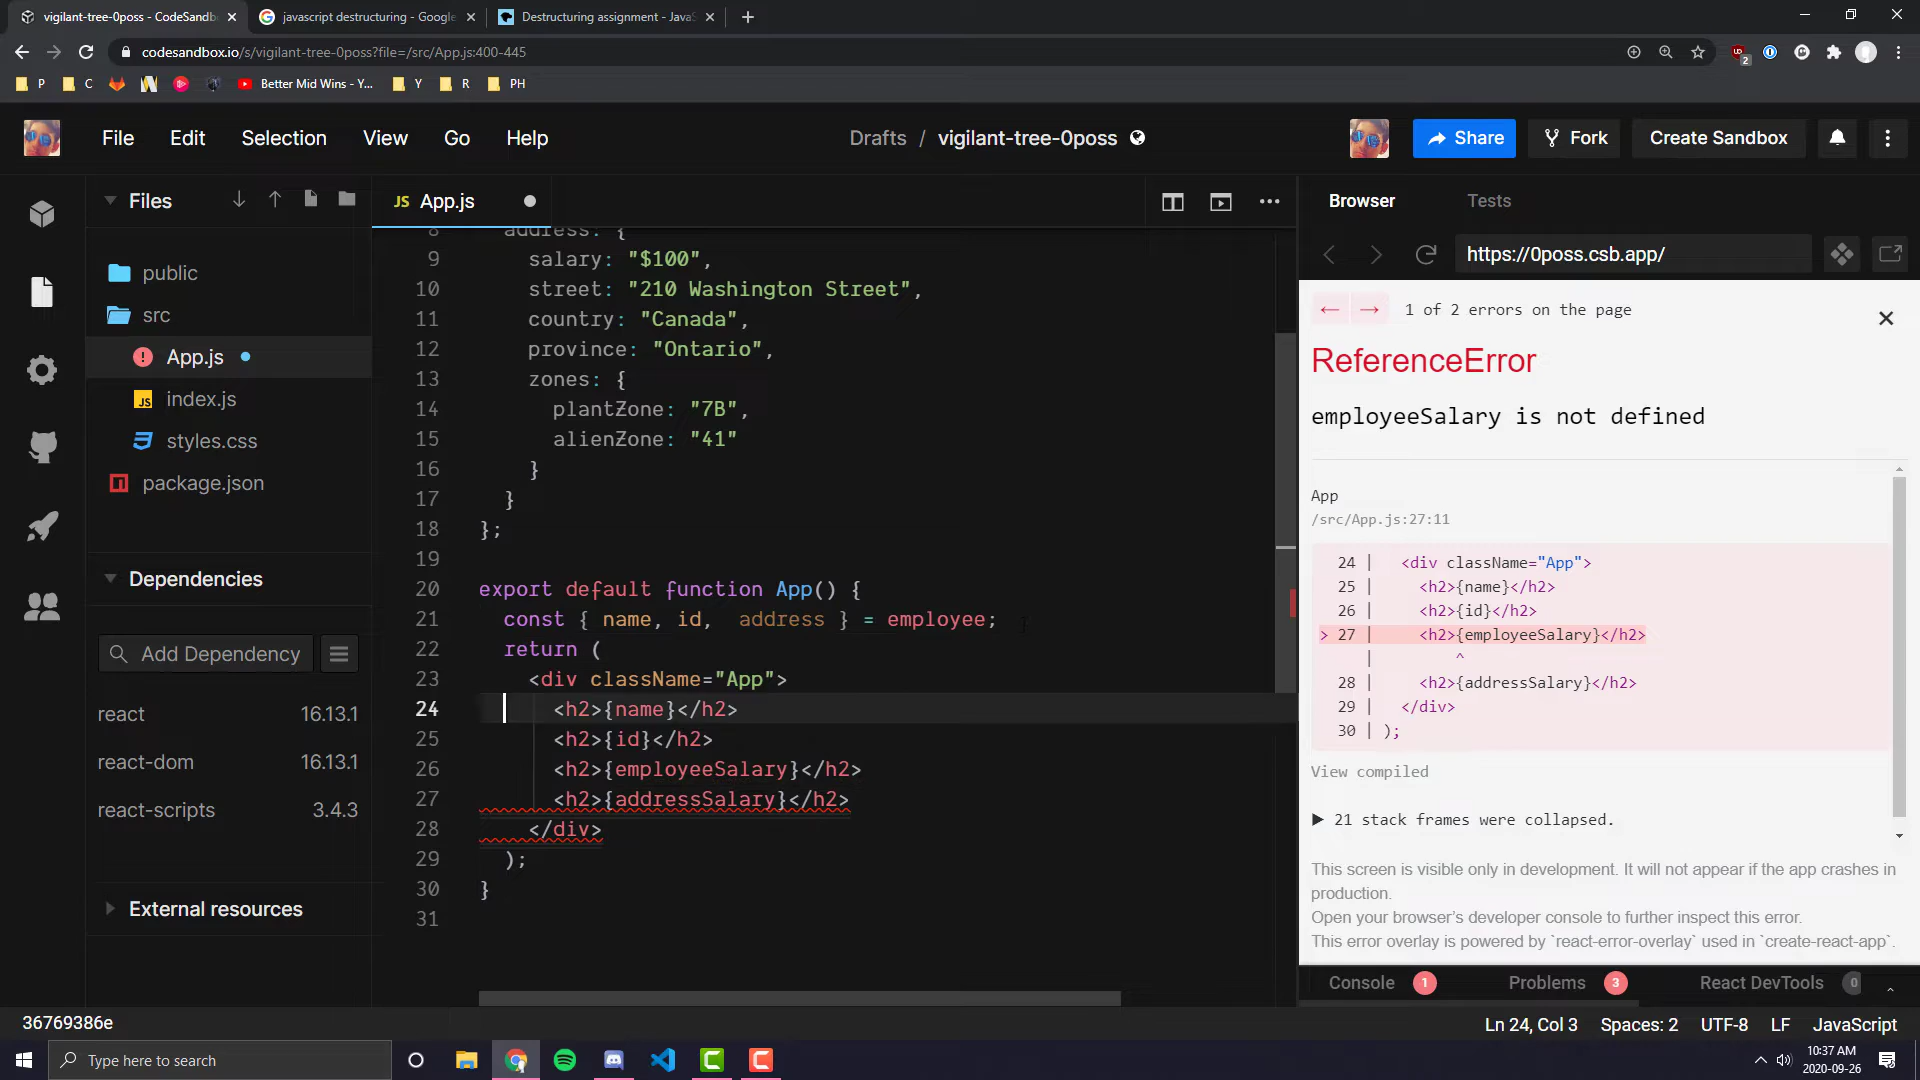 vigilant-tree-0poss - CodeSandb
javascript destructuring - Google
Destructuring assignment - JavaS
codesandbox.io/s/vigilant-tree-0poss?file=/src/App.js:400-445
2
P
C
Better Mid Wins - Y...
Y
R
PH
File
Edit
Selection
View
Go
Help
Drafts / vigilant-tree-0poss
Share
Fork
Create Sandbox
Files
public
src
App.js
JS index.js
styles.css
package.json
Dependencies
Add Dependency
react 16.13.1
react-dom 16.13.1
react-scripts 3.4.3
External resources
JS App.js
8 address: {
9 salary: "$100",
10 street: "210 Washington Street",
11 country: "Canada",
12 province: "Ontario",
13 zones: {
14 plantZone: "7B",
15 alienZone: "41"
16 }
17 }
18 };
19
20 export default function App() {
21 const { name, id,  address } = employee;
22 return (
23 <div className="App">
24 <h2>{name}</h2>
25 <h2>{id}</h2>
26 <h2>{employeeSalary}</h2>
27 <h2>{addressSalary}</h2>
28 </div>
29 );
30 }
31
Browser
Tests
https://0poss.csb.app/
← → 1 of 2 errors on the page
ReferenceError
employeeSalary is not defined
App
/src/App.js:27:11
24 | <div className="App">
25 | <h2>{name}</h2>
26 | <h2>{id}</h2>
> 27 | <h2>{employeeSalary}</h2>
| ^
28 | <h2>{addressSalary}</h2>
29 | </div>
30 | );
View compiled
▶ 21 stack frames were collapsed.
This screen is visible only in development. It will not appear if the app crashes in
production.
Open your browser's developer console to further inspect this error.
This error overlay is powered by `react-error-overlay` used in `create-react-app`.
Console 1
Problems 3
React DevTools 0
36769386e
Ln 24, Col 3
Spaces: 2
UTF-8
LF
JavaScript
Type here to search
10:37 AM
2020-09-26